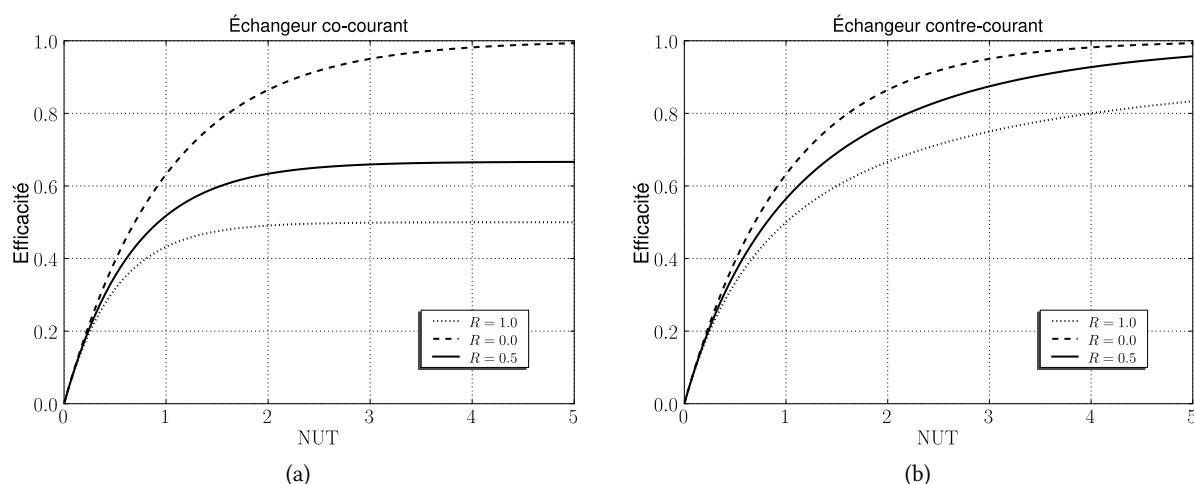 Échangeur co-courant
1.0
0.8
0.6
0.4
0.2
0.0
Efficacité
R = 1.0
R = 0.0
R = 0.5
0 1 2 3 4 5
NUT
(a)
Échangeur contre-courant
1.0
0.8
0.6
0.4
0.2
0.0
Efficacité
R = 1.0
R = 0.0
R = 0.5
0 1 2 3 4 5
NUT
(b)